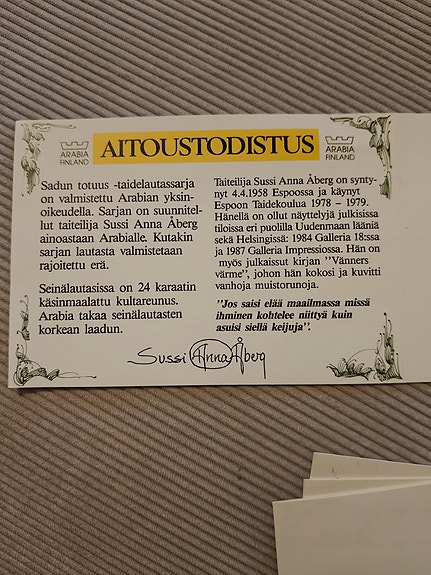 ARABIA
FINLAND
AITOUSTODISTUS
ARABIA
FINLAND
Sadun totuus -taidelautassarja
on valmistettu Arabian yksin-
oikeudella. Sarjan on suunnitel-
lut taiteilija Sussi Anna Åberg
ainoastaan Arabialle. Kutakin
sarjan lautasta valmistetaan
rajoitettu erä.
Seinälautasissa on 24 karaatin
käsinmaalattu kultareunus.
Arabia takaa seinälautasten
korkean laadun.
Taiteilija Sussi Anna Åberg on synty-
nyt 4.4.1958 Espoossa ja käynyt
Espoon Taidekoulua 1978 – 1979.
Hänellä on ollut näyttelyjä julkisissa
tiloissa eri puolilla Uudenmaan lääniä
sekä Helsingissä: 1984 Galleria 18:ssa
ja 1987 Galleria Impressiossa. Hän on
myös julkaissut kirjan ''Vänners
värme'', johon hän kokosi ja kuvitti
vanhoja muistorunoja.
''Jos saisi elää maailmassa missä
ihminen kohtelee niittyä kuin
asuisi siellä keijuja''.
Sussi Anna Åberg